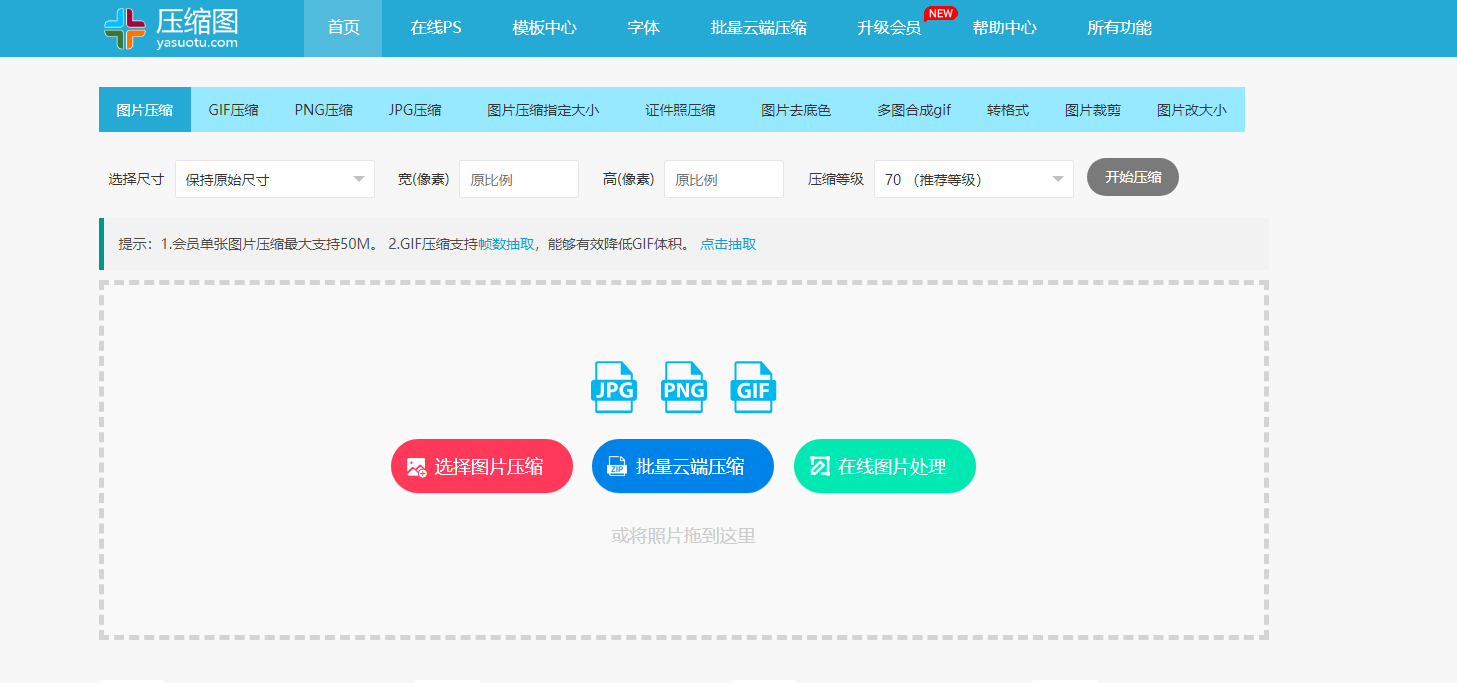 压缩图
yasuotu.com
首页 在线PS 模板中心 字体 批量云端压缩 升级会员 NEW 帮助中心 所有功能
图片压缩 GIF压缩 PNG压缩 JPG压缩 图片压缩指定大小 证件照压缩 图片去底色 多图合成gif 转格式 图片裁剪 图片改大小
选择尺寸 保持原始尺寸 宽(像素) 原比例 高(像素) 原比例 压缩等级 70 （推荐等级） 开始压缩
提示：1.会员单张图片压缩最大支持50M。 2.GIF压缩支持帧数抽取，能够有效降低GIF体积。 点击抽取
JPG PNG GIF
选择图片压缩 ZIP 批量云端压缩 在线图片处理
或将照片拖到这里